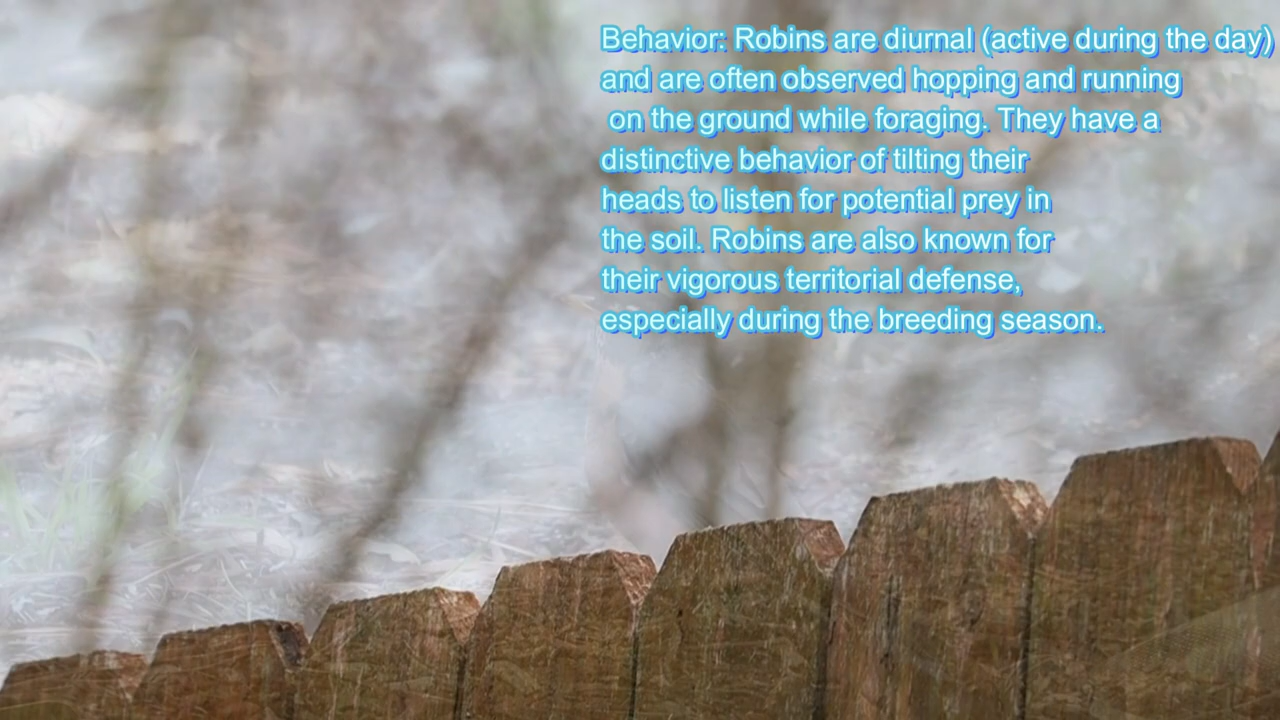 Behavior: Robins are diurnal (active during the day)
and are often observed hopping and running
on the ground while foraging. They have a
distinctive behavior of tilting their
heads to listen for potential prey in
the soil. Robins are also known for
their vigorous territorial defense,
especially during the breeding season.